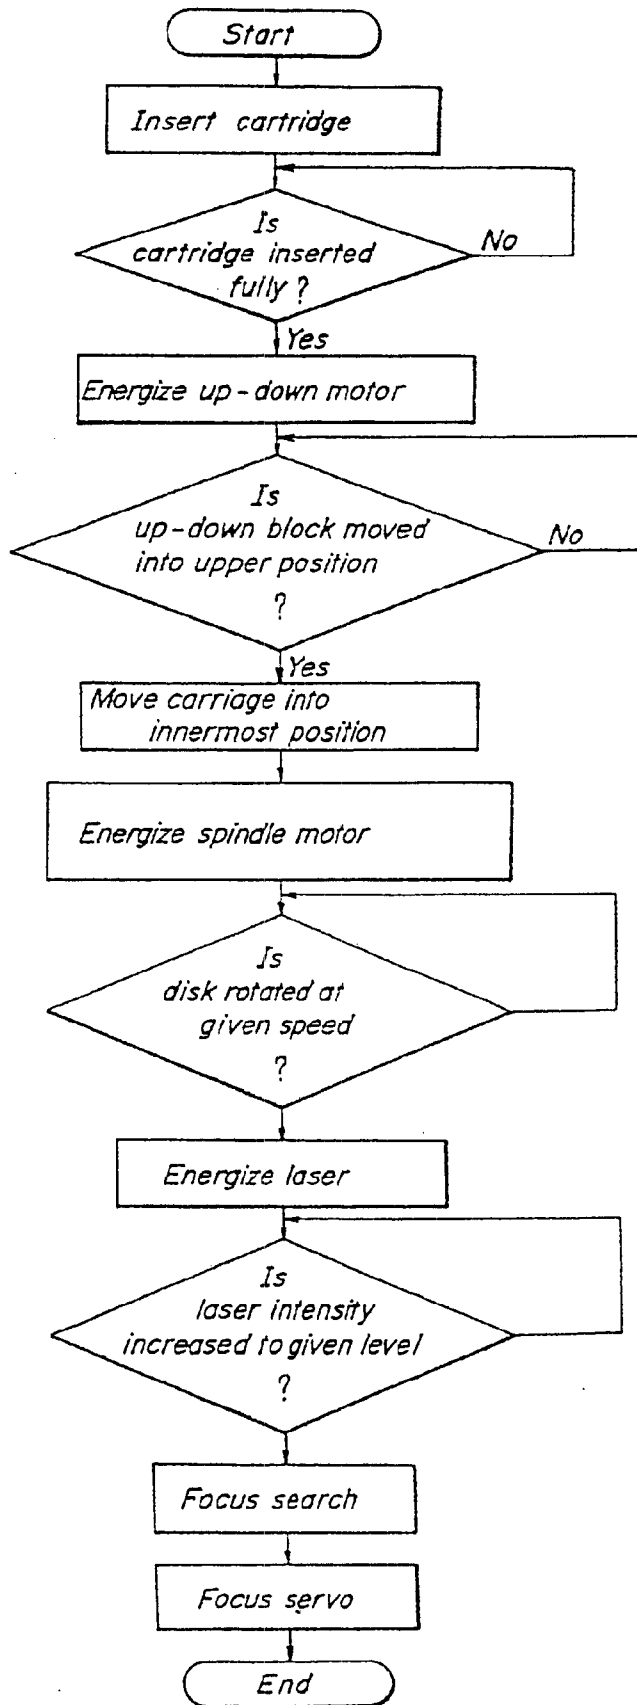 Start
Insert cartridge
Is
cartridge inserted
fully ?
No
Yes
Energize up-down motor
Is
up-down block moved
into upper position
?
No
Yes
Move carriage into
innermost position
Energize spindle motor
Is
disk rotated at
given speed
?
Energize laser
Is
laser intensity
increased to given level
?
Focus search
Focus servo
End